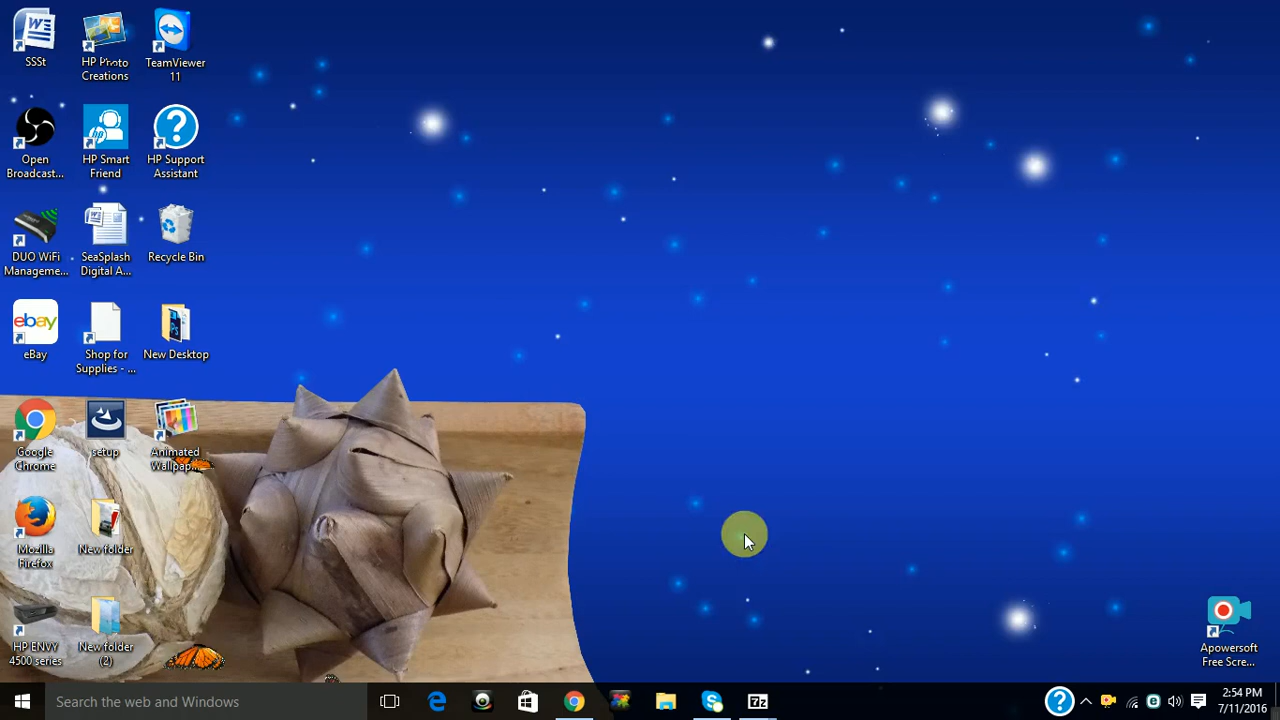 SSSt
HP Photo
Creations
TeamViewer
11
Open
Broadcast...
HP Smart
Friend
HP Support
Assistant
DUO WiFi
Manageme...
SeaSplash
Digital A...
Recycle Bin
ebay
eBay
Shop for
Supplies - ...
New Desktop
Google
Chrome
setup
Animated
Wallpap...
Mozilla
Firefox
New folder
HP ENVY
4500 series
New folder
(2)
Apowersoft
Free Scre...
Search the web and Windows
7z
2:54 PM
7/11/2016